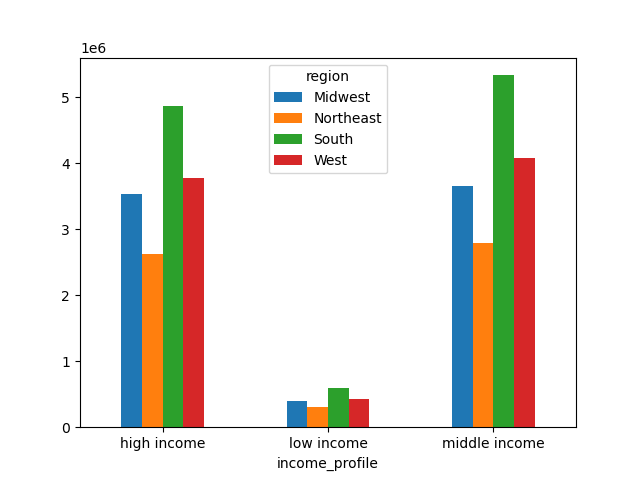 1e6
region
Midwest
Northeast
South
West
5
4
3
2
1
0
high income
low income
middle income
income_profile